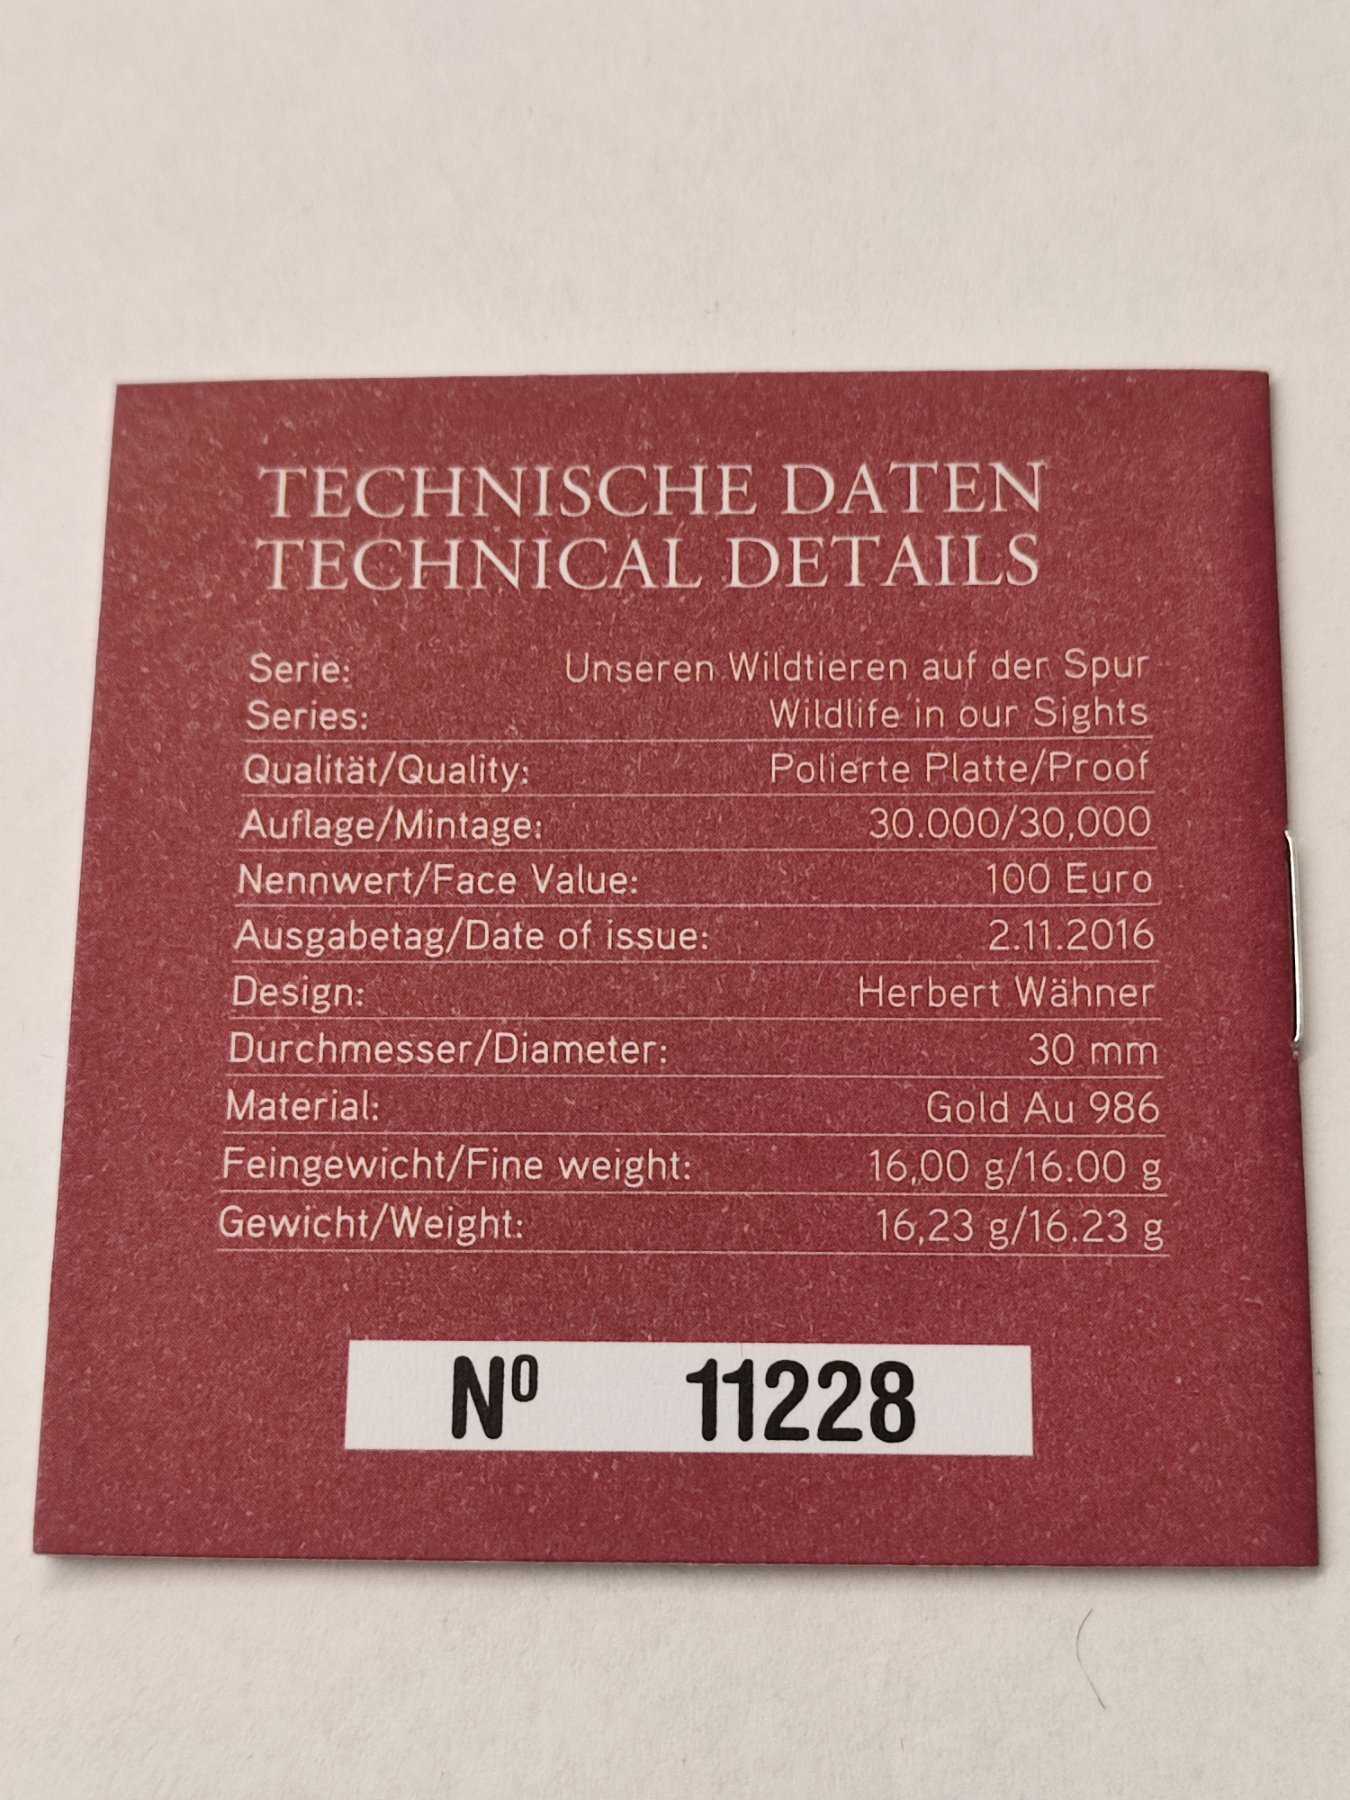 TECHNISCHE DATEN
TECHNICAL DETAILS
Serie: Unseren Wildtieren auf der Spur
Series: Wildlife in our Sights
Qualität/Quality: Polierte Platte/Proof
Auflage/Mintage: 30.000/30,000
Nennwert/Face Value: 100 Euro
Ausgabetag/Date of issue: 2.11.2016
Design: Herbert Wähner
Durchmesser/Diameter: 30 mm
Material: Gold Au 986
Feingewicht/Fine weight: 16,00 g/16.00 g
Gewicht/Weight: 16,23 g/16.23 g
Nº 11228